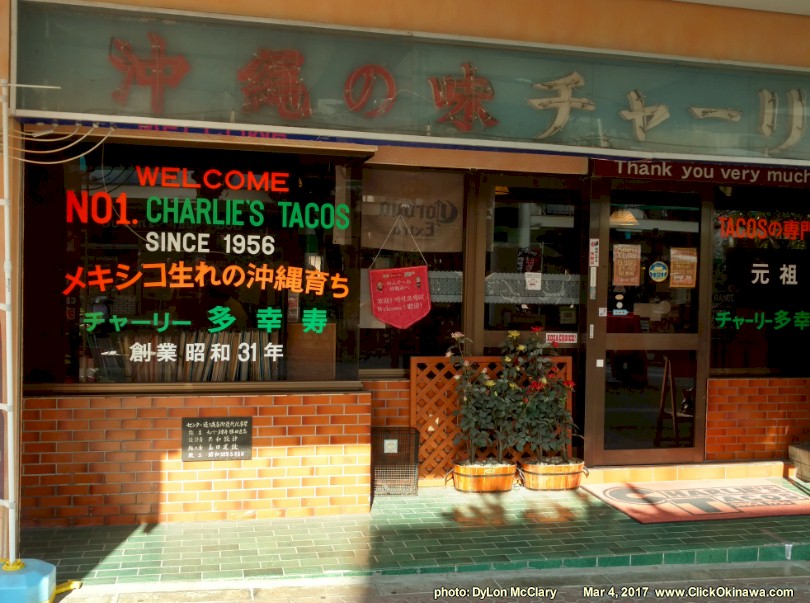 沖縄の味チャーリ
Thank you very much
WELCOME
NO1. CHARLIE'S TACOS
SINCE 1956
メキシコ生れの沖縄育ち
チャーリー 多幸寿
創業昭和31年
Corona
Extra
TACOSの専門
元祖
チャーリー多幸
photo: DyLon McClary Mar 4, 2017 www.ClickOkinawa.com